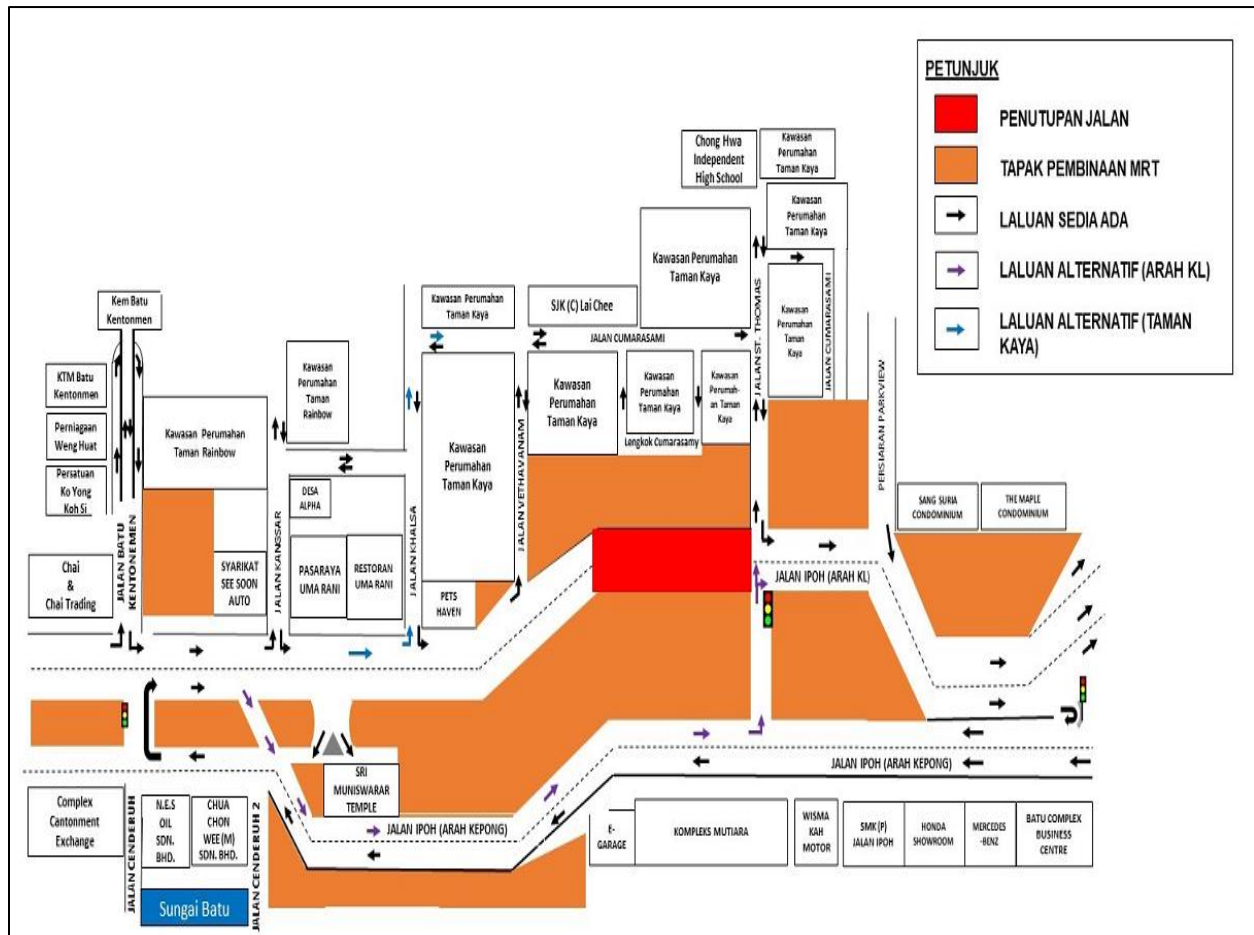 PETUNJUK
PENUTUPAN JALAN
TAPAK PEMBINAAN MRT
LALUAN SEDIA ADA
LALUAN ALTERNATIF (ARAH KL)
LALUAN ALTERNATIF (TAMAN
KAYA)
Chong Hwa
Independent
High School
Kawasan
Perumahan
Taman Kaya
Kawasan
Perumahan
Taman Kaya
Kawasan Perumahan
Taman Kaya
Kawasan
Perumahan
Taman
Kaya
JALAN ST. THOMAS
JALAN CUMARASAMI
PERSIARAN PARKVIEW
Kem Batu
Kentonmen
Kawasan Perumahan
Taman Kaya
SJK (C) Lai Chee
JALAN CUMARASAMI
KTM Batu
Kentonmen
Perniagaan
Weng Huat
Persatuan
Ko Yong
Koh Si
Kawasan Perumahan
Taman Rainbow
Kawasan
Perumahan
Taman
Rainbow
Kawasan
Perumahan
Taman Kaya
Kawasan
Perumahan
Taman Kaya
Kawasan
Perumahan
Taman Kaya
Kawasan
Perumah-
an Taman
Kaya
Lengkok Cumarasamy
DESA
ALPHA
SANG SURIA
CONDOMINIUM
THE MAPLE
CONDOMINIUM
Chai
&
Chai Trading
JALAN BATU
KENTONEMEN
SYARIKAT
SEE SOON
AUTO
JALAN KANGSAR
PASARAYA
UMA RANI
RESTORAN
UMA RANI
JALAN KHALSA
PETS
HAVEN
JALAN VETHAVANAM
JALAN IPOH (ARAH KL)
SRI
MUNISWARAR
TEMPLE
JALAN IPOH (ARAH KEPONG)
JALAN IPOH (ARAH KEPONG)
Complex
Cantonment
Exchange
JALAN CENDERUH
N.E.S
OIL
SDN.
BHD.
CHUA
CHON
WEE (M)
SDN. BHD.
JALAN CENDERUH 2
Sungai Batu
E-
GARAGE
KOMPLEKS MUTIARA
WISMA
KAH
MOTOR
SMK (P)
JALAN IPOH
HONDA
SHOWROOM
MERCEDES
-BENZ
BATU COMPLEX
BUSINESS
CENTRE